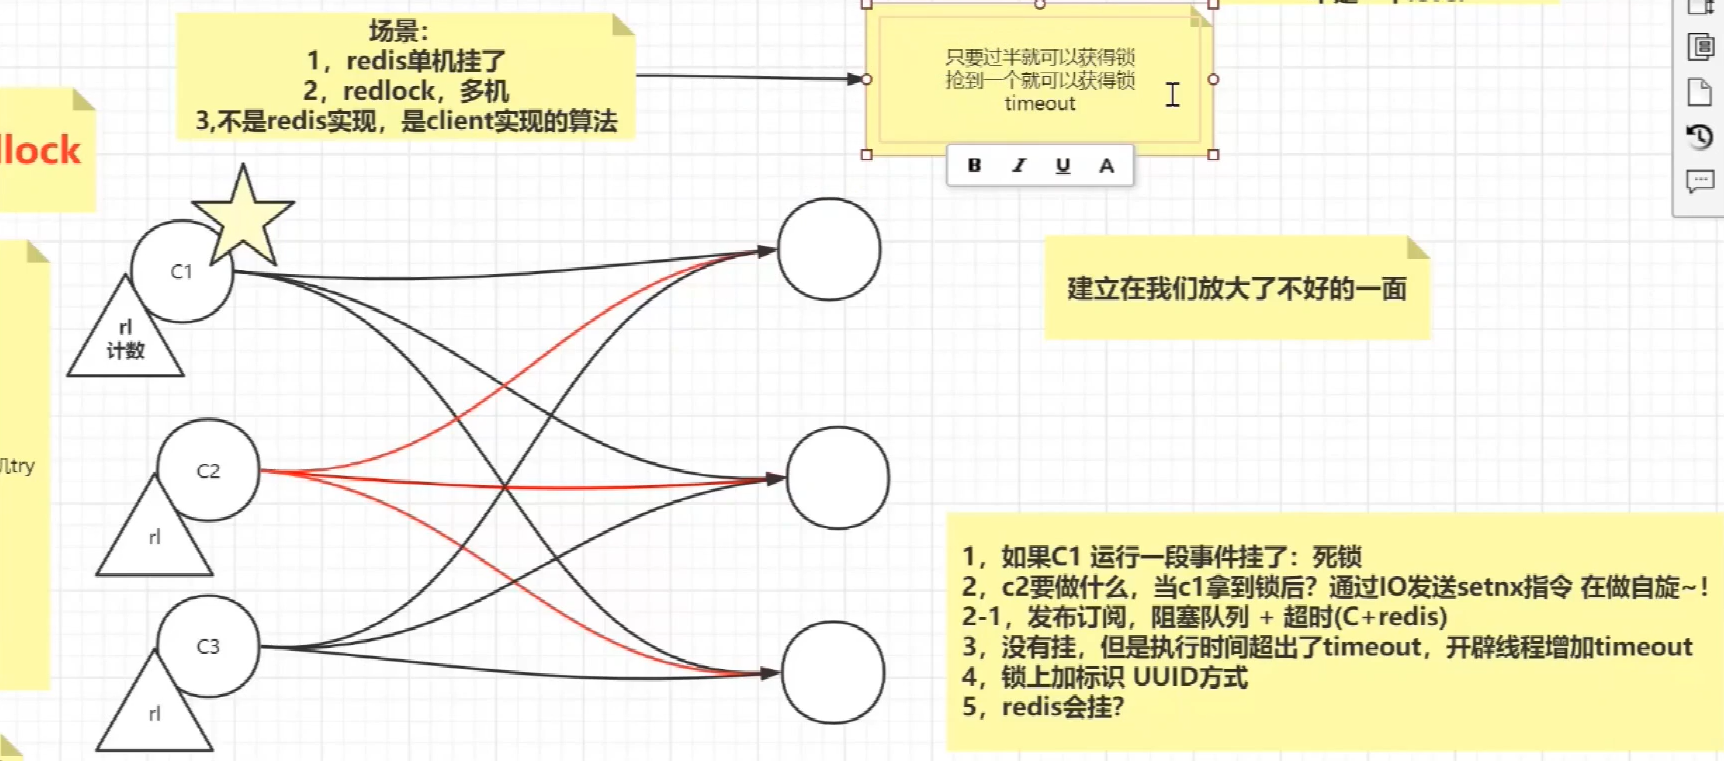 场景：
1，redis单机挂了
2，redlock，多机
3,不是redis实现，是client实现的算法
只要过半就可以获得锁
抢到一个就可以获得锁
timeout
B I U A
llock
C1
rl
计数
建立在我们放大了不好的一面
C2
rl
try
C3
rl
1，如果C1 运行一段事件挂了：死锁
2，c2要做什么，当c1拿到锁后？通过IO发送setnx指令 在做自旋~！
2-1，发布订阅，阻塞队列 + 超时(C+redis)
3，没有挂，但是执行时间超出了timeout，开辟线程增加timeout
4，锁上加标识 UUID方式
5，redis会挂？